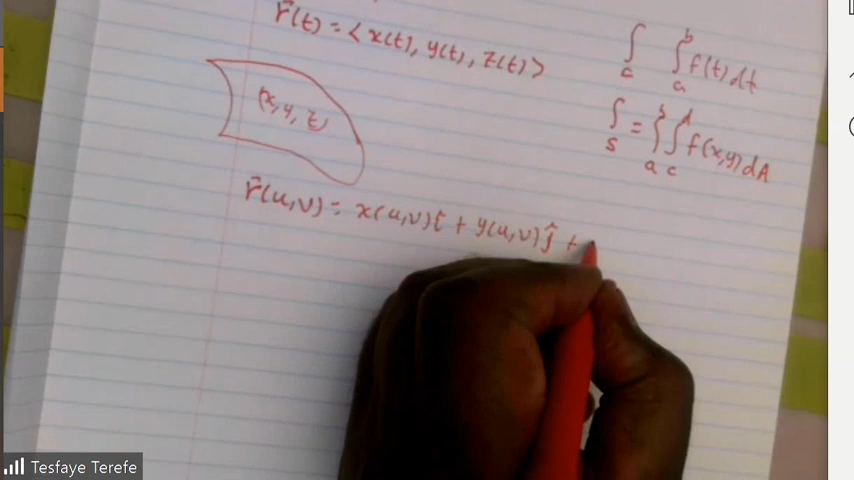 r̄(t) = < x(t), y(t), z(t) >
∫_c ∫_a^b f(t) dt
(x, y, z)
∫_s = ∫_a^b ∫_c^d f(x,y) dA
r̄(u,v) = x(u,v) î + y(u,v) ĵ +
Tesfaye Terefe